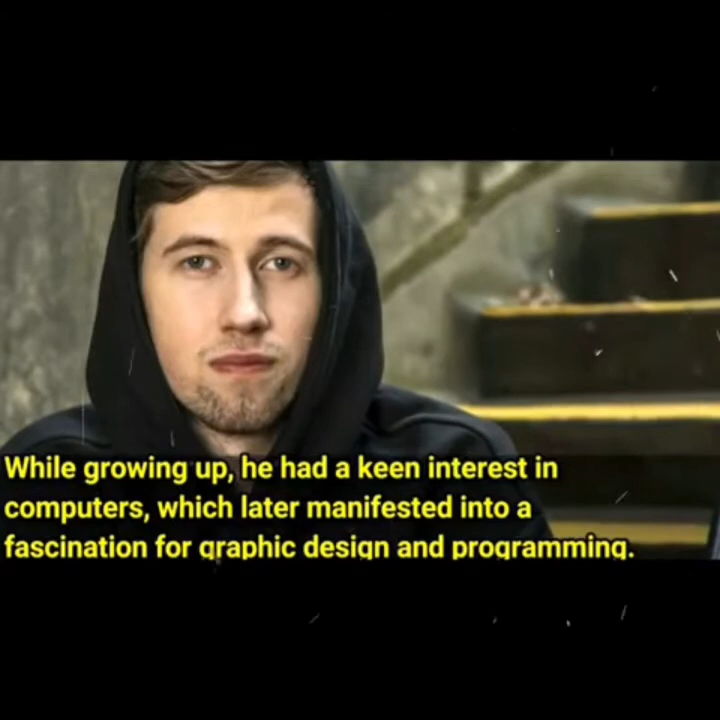 While growing up, he had a keen interest in
computers, which later manifested into a
fascination for graphic design and programming.